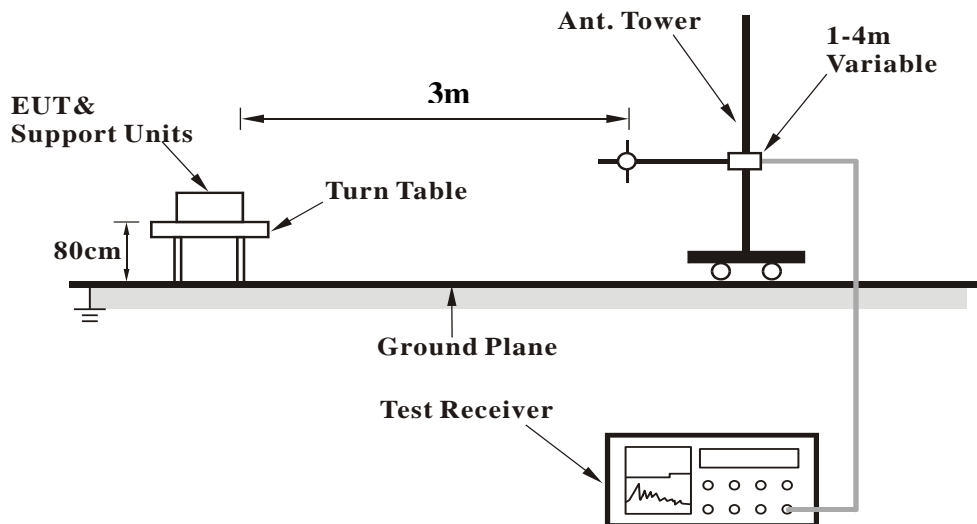 Ant. Tower
1-4m
Variable
3m
EUT&
Support Units
Turn Table
80cm
Ground Plane
Test Receiver